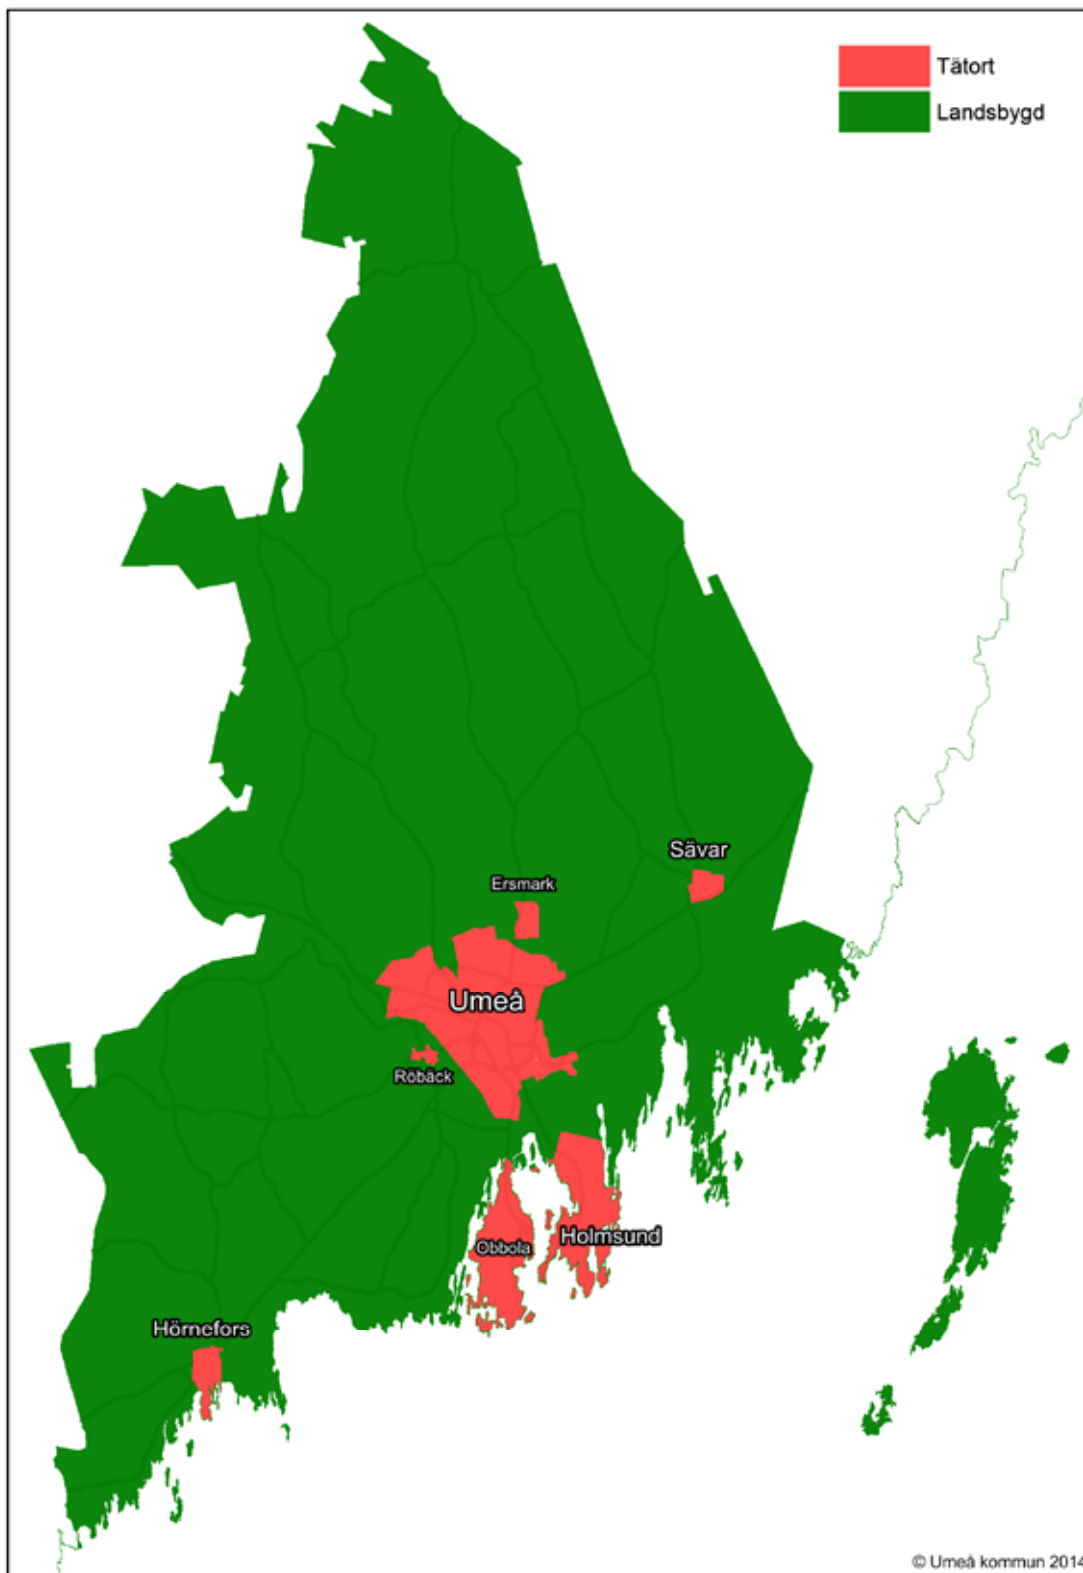 Tätort
Landsbygd
Sävar
Ersmark
Umeå
Röbäck
Holmsund
Obbola
Hörnefors
© Umeå kommun 2014